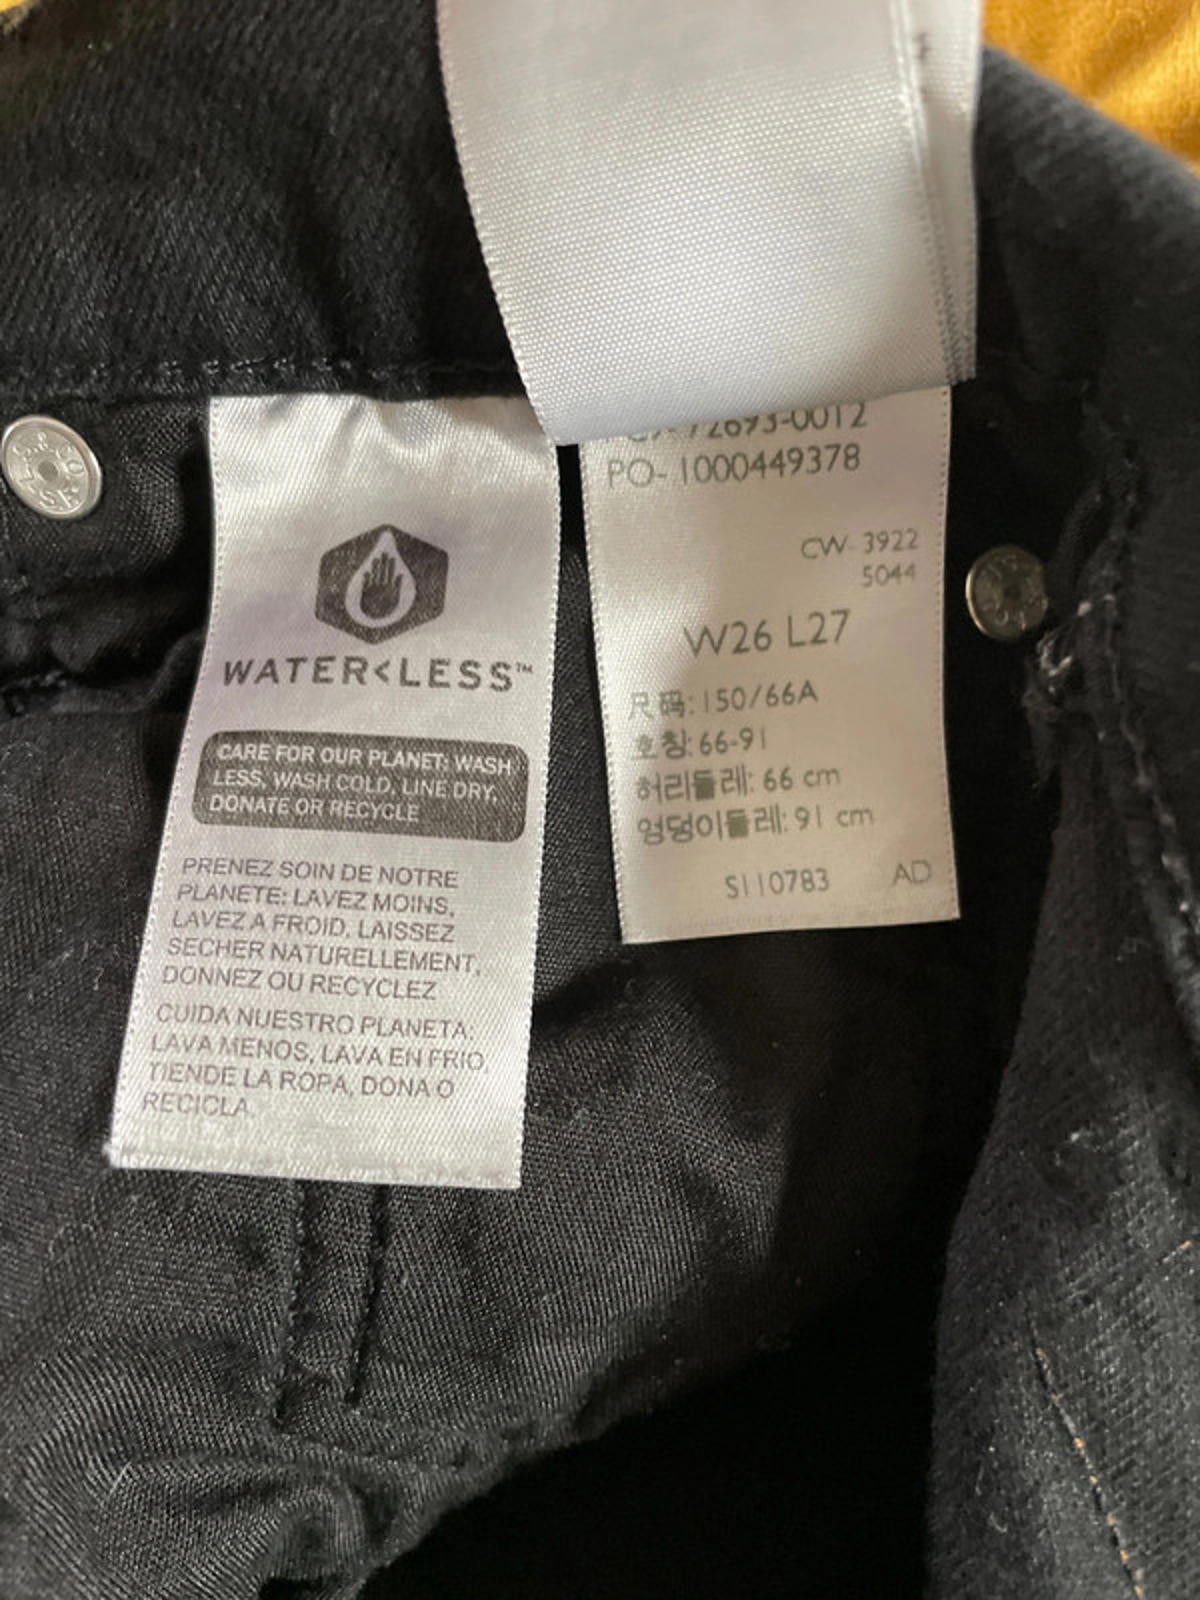 WATER<LESS™
CARE FOR OUR PLANET: WASH
LESS, WASH COLD, LINE DRY,
DONATE OR RECYCLE
PRENEZ SOIN DE NOTRE
PLANETE: LAVEZ MOINS,
LAVEZ A FROID, LAISSEZ
SECHER NATURELLEMENT,
DONNEZ OU RECYCLEZ
CUIDA NUESTRO PLANETA:
LAVA MENOS, LAVA EN FRIO,
TIENDE LA ROPA, DONA O
RECICLA
72693-0012
PO- 1000449378
CW- 3922
5044
W26 L27
尺码: 150/66A
호칭: 66-91
허리둘레: 66 cm
엉덩이둘레: 91 cm
S110783 AD